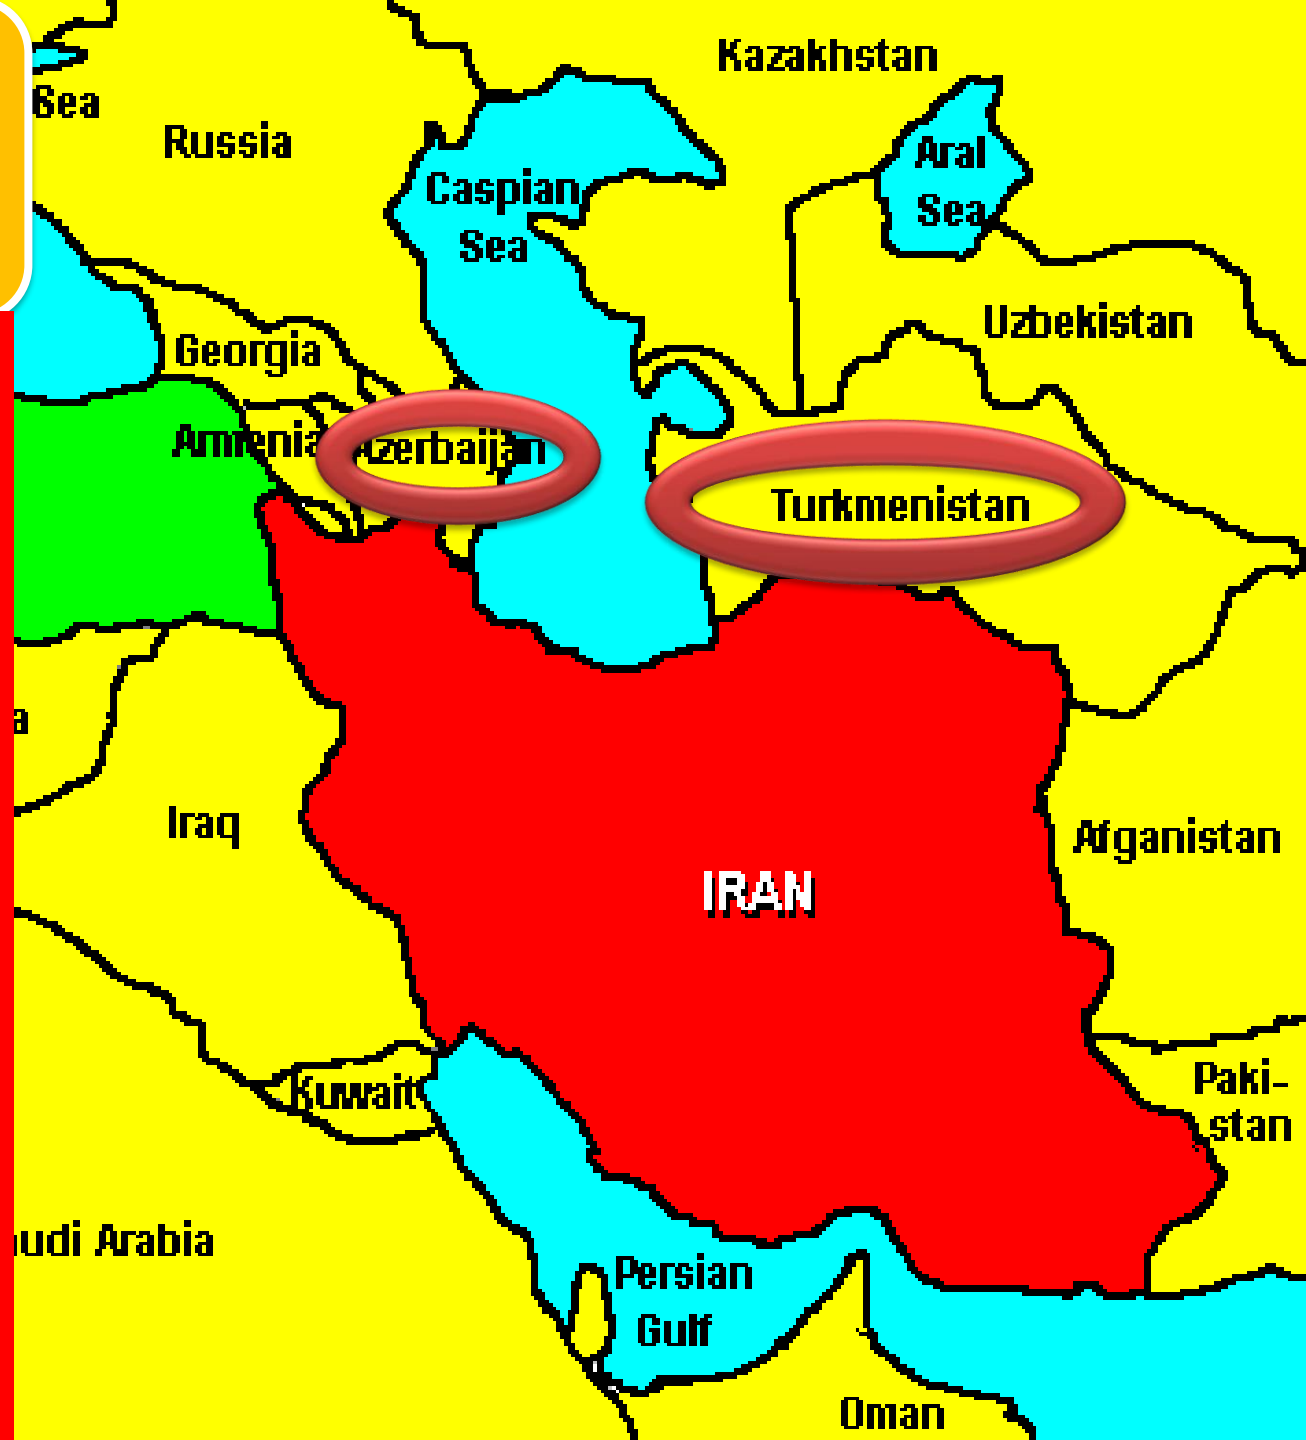 Kazakhstan
Sea
Russia
Aral
Sea
Caspian
Sea
Uzbekistan
Georgia
Armenia
Azerbaijan
Turkmenistan
a
Iraq
Afganistan
IRAN
Paki-
stan
Kuwait
udi Arabia
Persian
Gulf
Oman